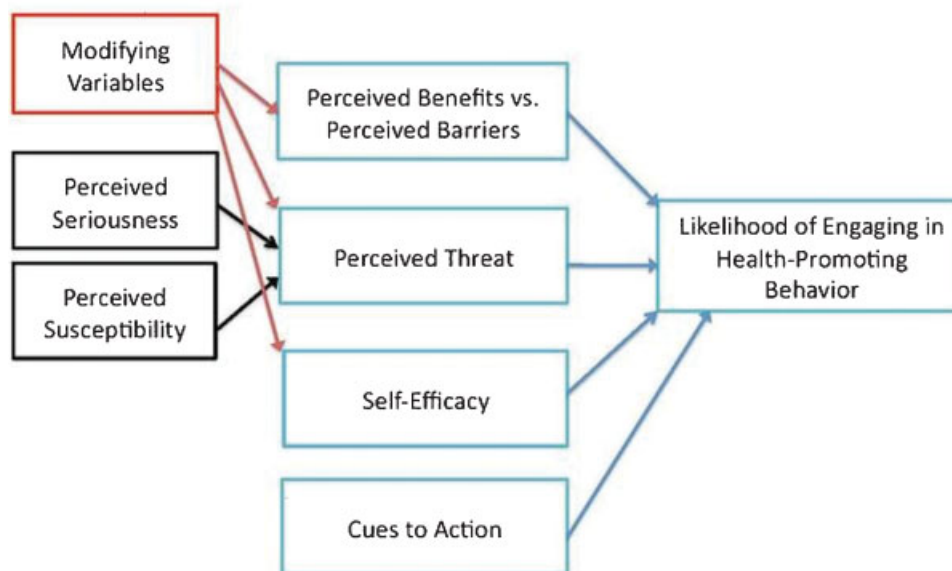 Modifying
Variables
Perceived Benefits vs.
Perceived Barriers
Perceived
Seriousness
Perceived Threat
Likelihood of Engaging in
Health-Promoting
Behavior
Perceived
Susceptibility
Self-Efficacy
Cues to Action